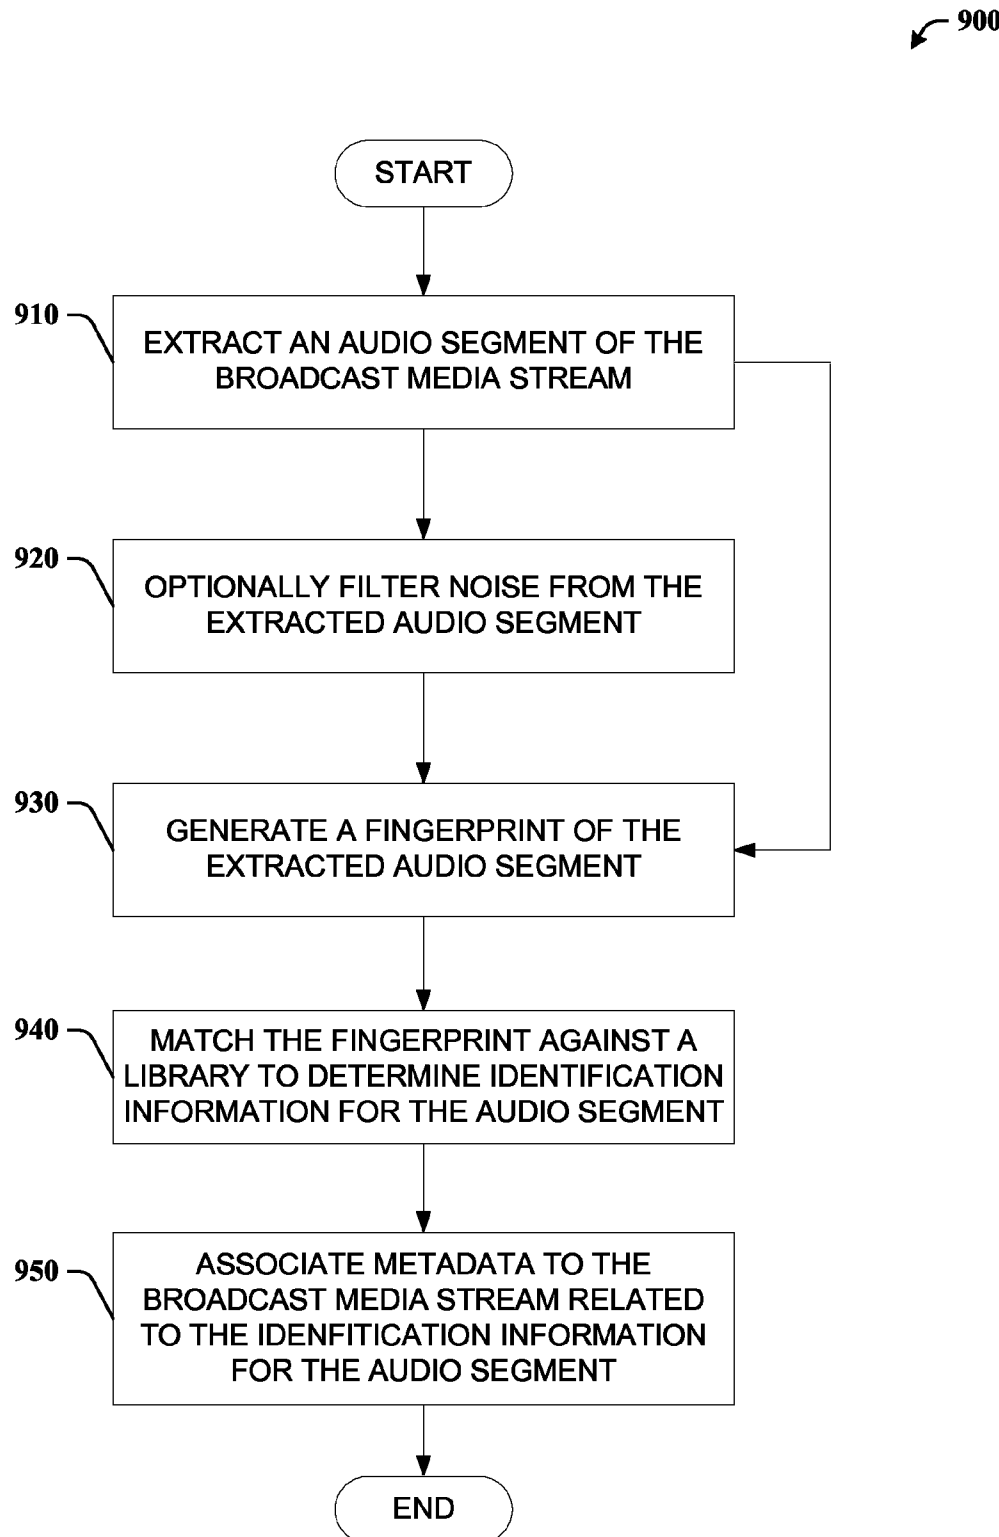 900
START
910
EXTRACT AN AUDIO SEGMENT OF THE
BROADCAST MEDIA STREAM
920
OPTIONALLY FILTER NOISE FROM THE
EXTRACTED AUDIO SEGMENT
930
GENERATE A FINGERPRINT OF THE
EXTRACTED AUDIO SEGMENT
940
MATCH THE FINGERPRINT AGAINST A
LIBRARY TO DETERMINE IDENTIFICATION
INFORMATION FOR THE AUDIO SEGMENT
950
ASSOCIATE METADATA TO THE
BROADCAST MEDIA STREAM RELATED
TO THE IDENFITICATION INFORMATION
FOR THE AUDIO SEGMENT
END